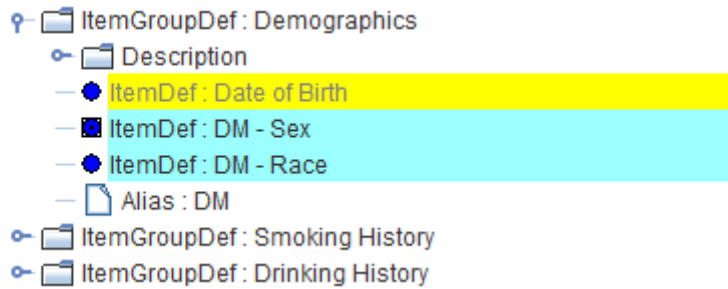 ItemGroupDef : Demographics
Description
ItemDef : Date of Birth
ItemDef : DM - Sex
ItemDef : DM - Race
Alias : DM
ItemGroupDef : Smoking History
ItemGroupDef : Drinking History